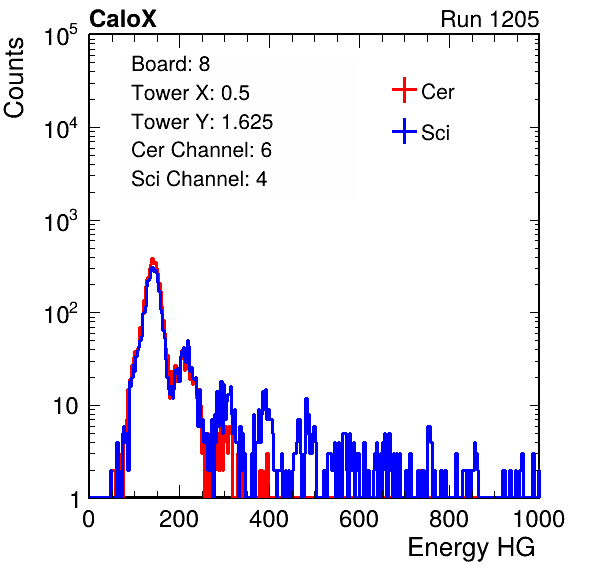 CaloX Run 1205
Board: 8
Tower X: 0.5
Tower Y: 1.625
Cer Channel: 6
Sci Channel: 4
Cer
Sci
Counts
10^5
10^4
10^3
10^2
10
1
0 200 400 600 800 1000
Energy HG